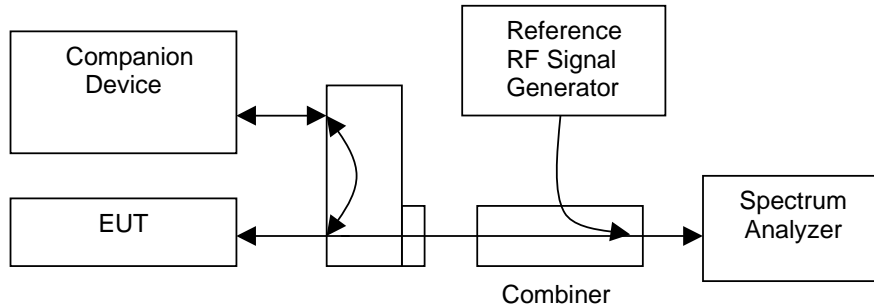 Companion
Device
Reference
RF Signal
Generator
EUT
Spectrum
Analyzer
Combiner